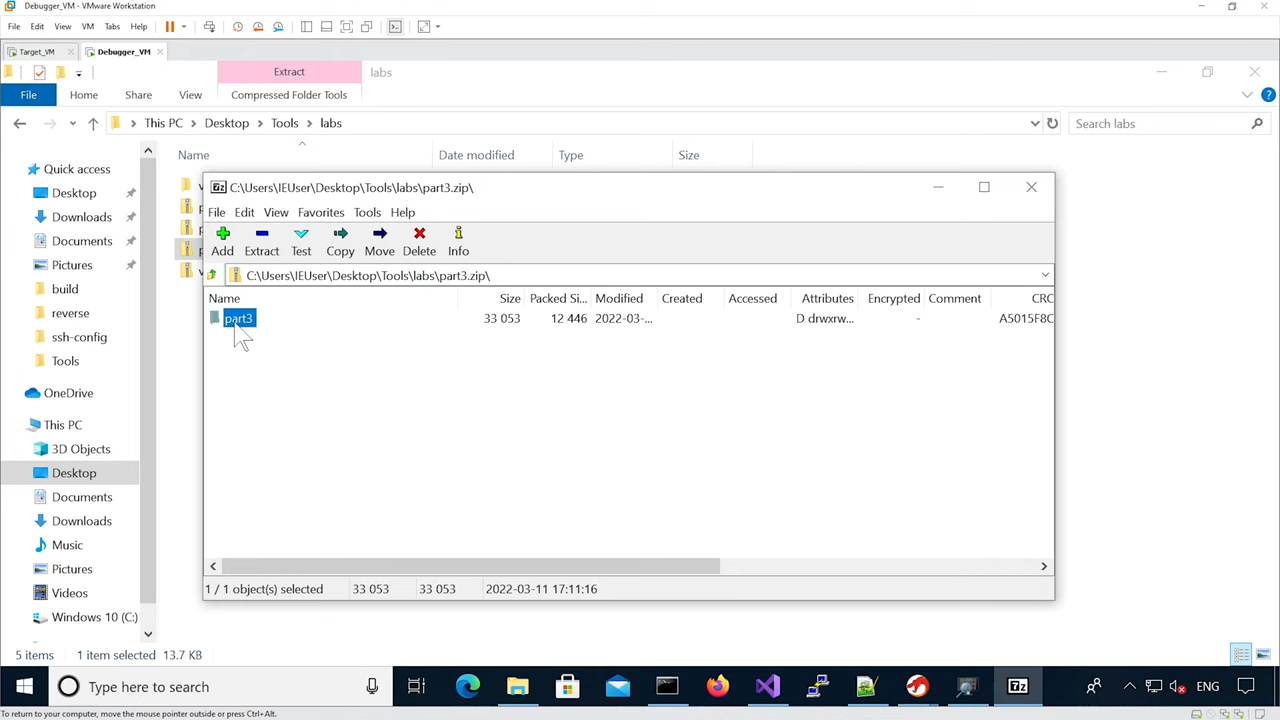 Debugger_VM - VMware Workstation
File Edit View VM Tabs Help
Target_VM Debugger_VM
Extract labs
File Home Share View Compressed Folder Tools
This PC Desktop Tools labs Search labs
Name Date modified Type Size
Quick access
Desktop
Downloads
Documents
Pictures
build
reverse
ssh-config
Tools
OneDrive
This PC
3D Objects
Desktop
Documents
Downloads
Music
Pictures
Videos
Windows 10 (C:)
C:\Users\IEUser\Desktop\Tools\labs\part3.zip\
File Edit View Favorites Tools Help
Add Extract Test Copy Move Delete Info
C:\Users\IEUser\Desktop\Tools\labs\part3.zip\
Name Size Packed Si... Modified Created Accessed Attributes Encrypted Comment CRC
part3 33 053 12 446 2022-03-... D drwxrw... - A5015F8C
1 / 1 object(s) selected 33 053 33 053 2022-03-11 17:11:16
5 items 1 item selected 13.7 KB
Type here to search ENG
To return to your computer, move the mouse pointer outside or press Ctrl+Alt.